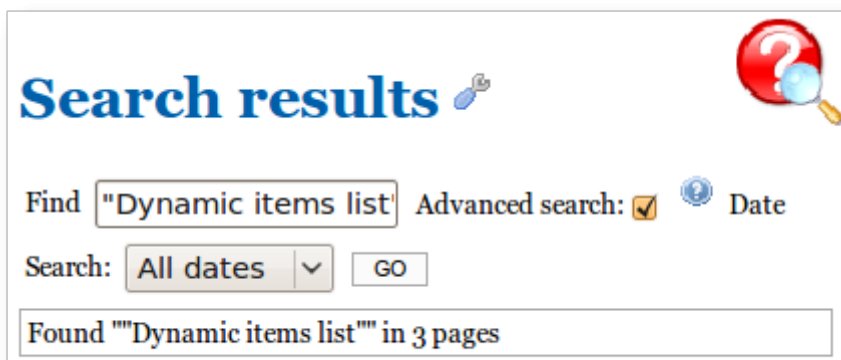 Search results
Find "Dynamic items list" Advanced search: Date
Search: All dates GO
Found ""Dynamic items list"" in 3 pages